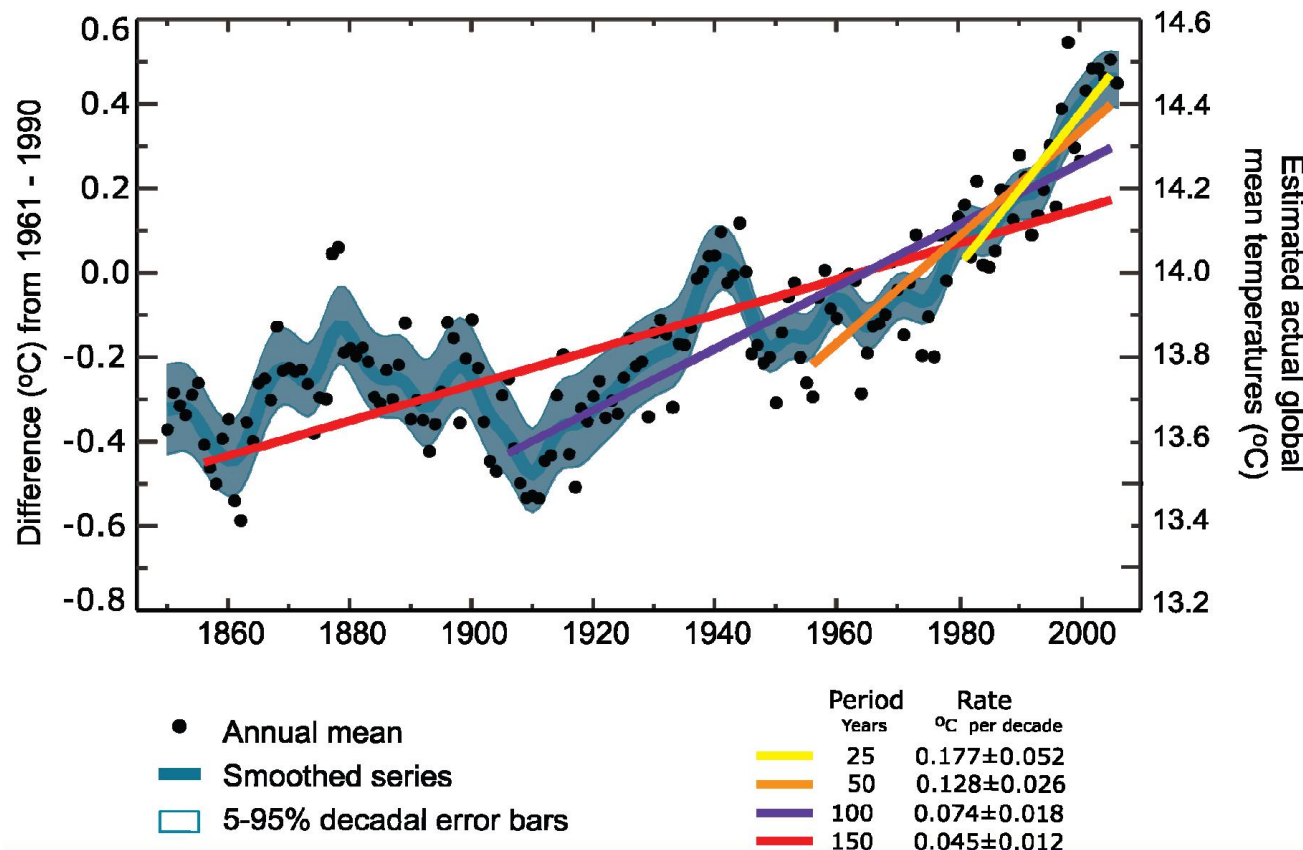 Difference (ºC) from 1961 - 1990
0.6
0.4
0.2
0.0
-0.2
-0.4
-0.6
-0.8
14.6
14.4
14.2
14.0
13.8
13.6
13.4
13.2
Estimated actual global
mean temperatures (ºC)
1860 1880 1900 1920 1940 1960 1980 2000
Annual mean
Smoothed series
5-95% decadal error bars
Period Rate
Years ºC per decade
25 0.177±0.052
50 0.128±0.026
100 0.074±0.018
150 0.045±0.012